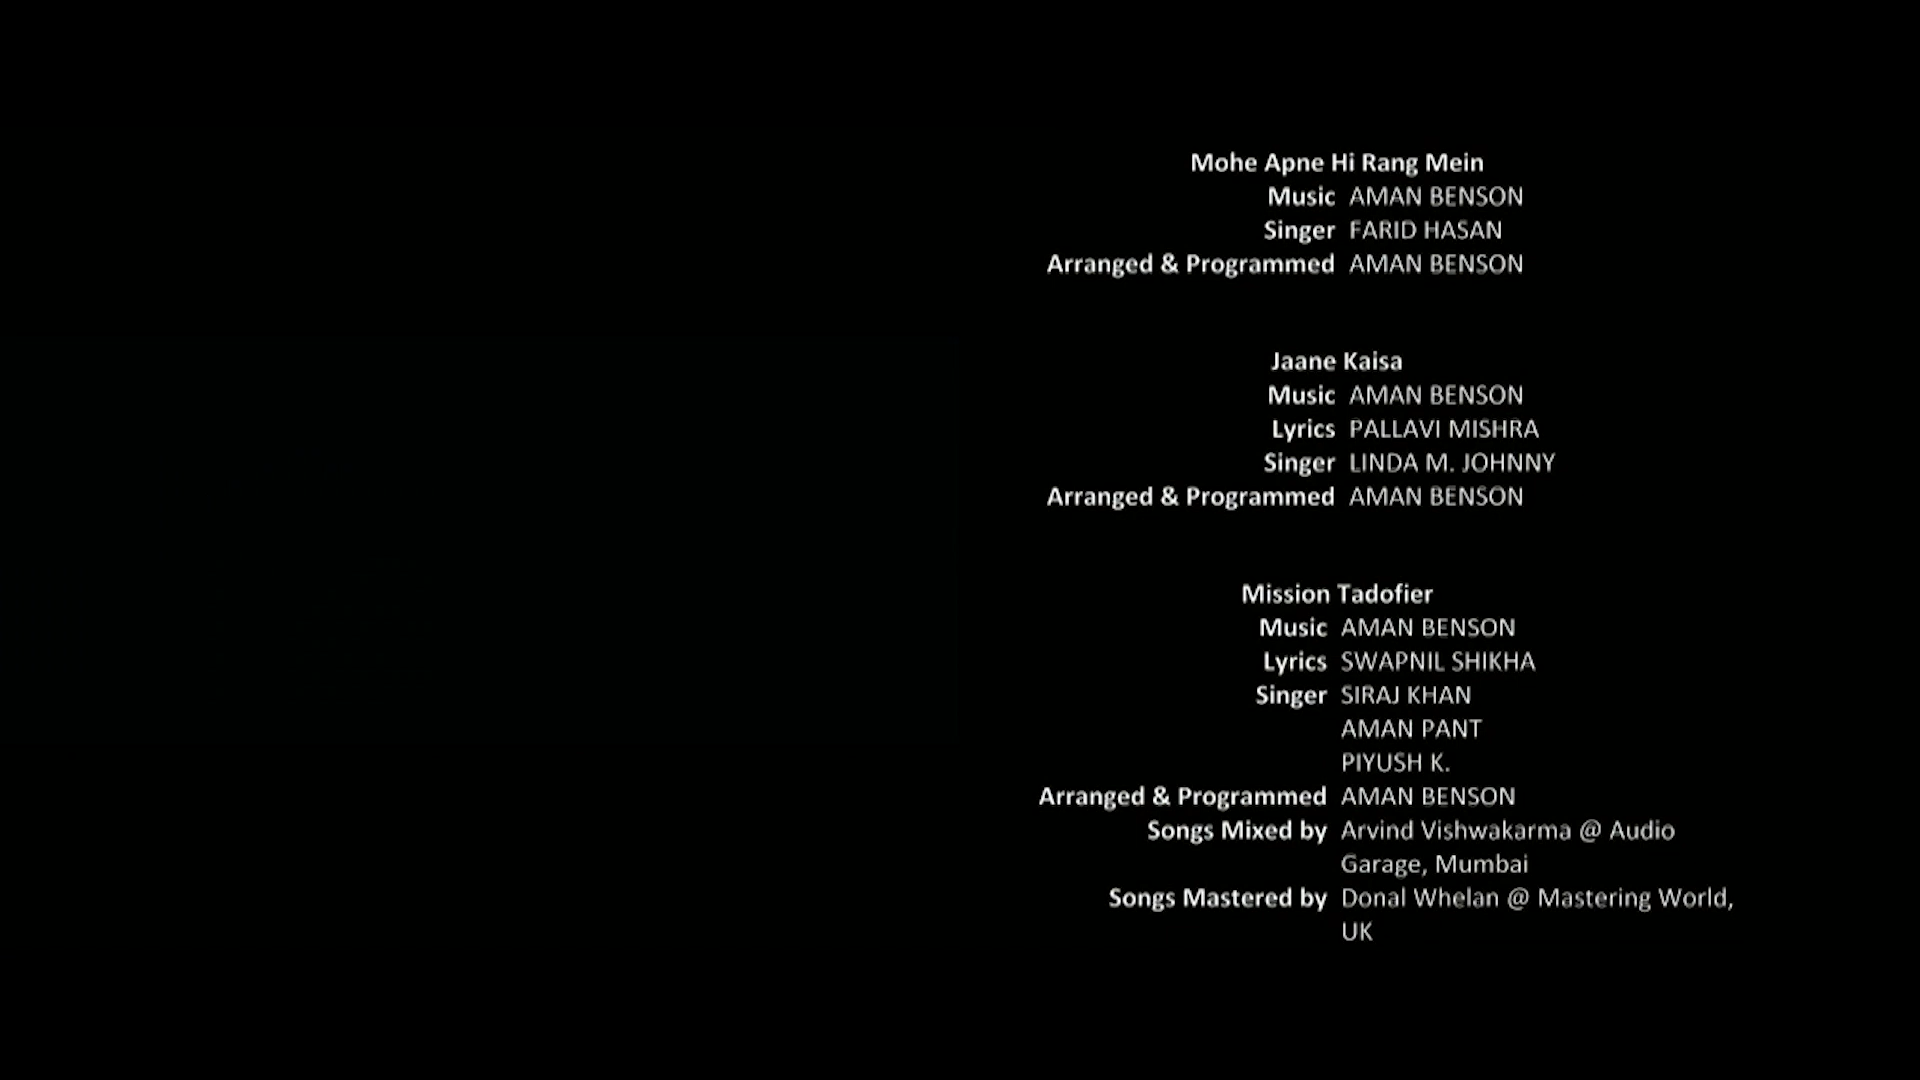 Mohe Apne Hi Rang Mein
Music AMAN BENSON
Singer FARID HASAN
Arranged & Programmed AMAN BENSON
Jaane Kaisa
Music AMAN BENSON
Lyrics PALLAVI MISHRA
Singer LINDA M. JOHNNY
Arranged & Programmed AMAN BENSON
Mission Tadofier
Music AMAN BENSON
Lyrics SWAPNIL SHIKHA
Singer SIRAJ KHAN
AMAN PANT
PIYUSH K.
Arranged & Programmed AMAN BENSON
Songs Mixed by Arvind Vishwakarma @ Audio
Garage, Mumbai
Songs Mastered by Donal Whelan @ Mastering World,
UK